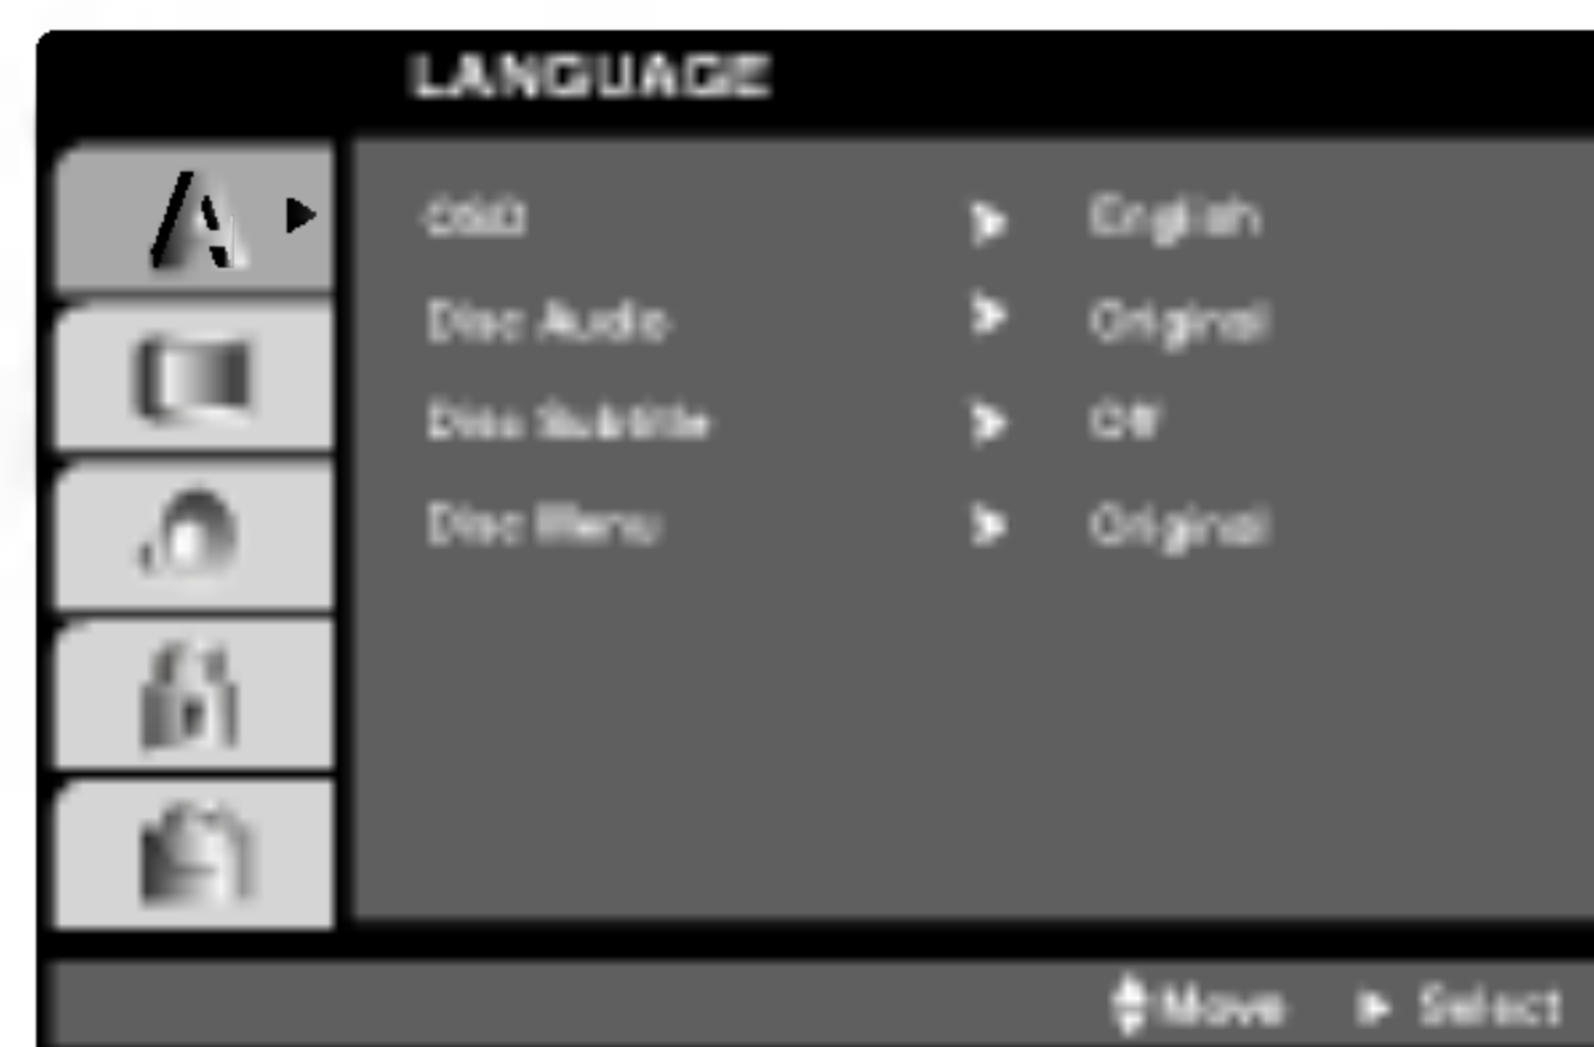 LANGUAGE
OSD English
Disc Audio Original
Disc Subtitle Off
Disc Menu Original
Move Select